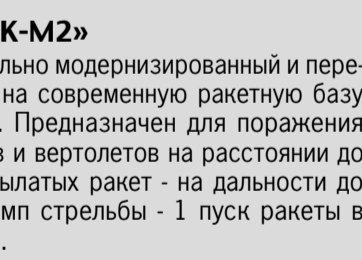 К-М2»
льно модернизированный и пере-
на современную ракетную базу
. Предназначен для поражения
в и вертолетов на расстоянии до
ылатых ракет - на дальности до
мп стрельбы - 1 пуск ракеты в
.